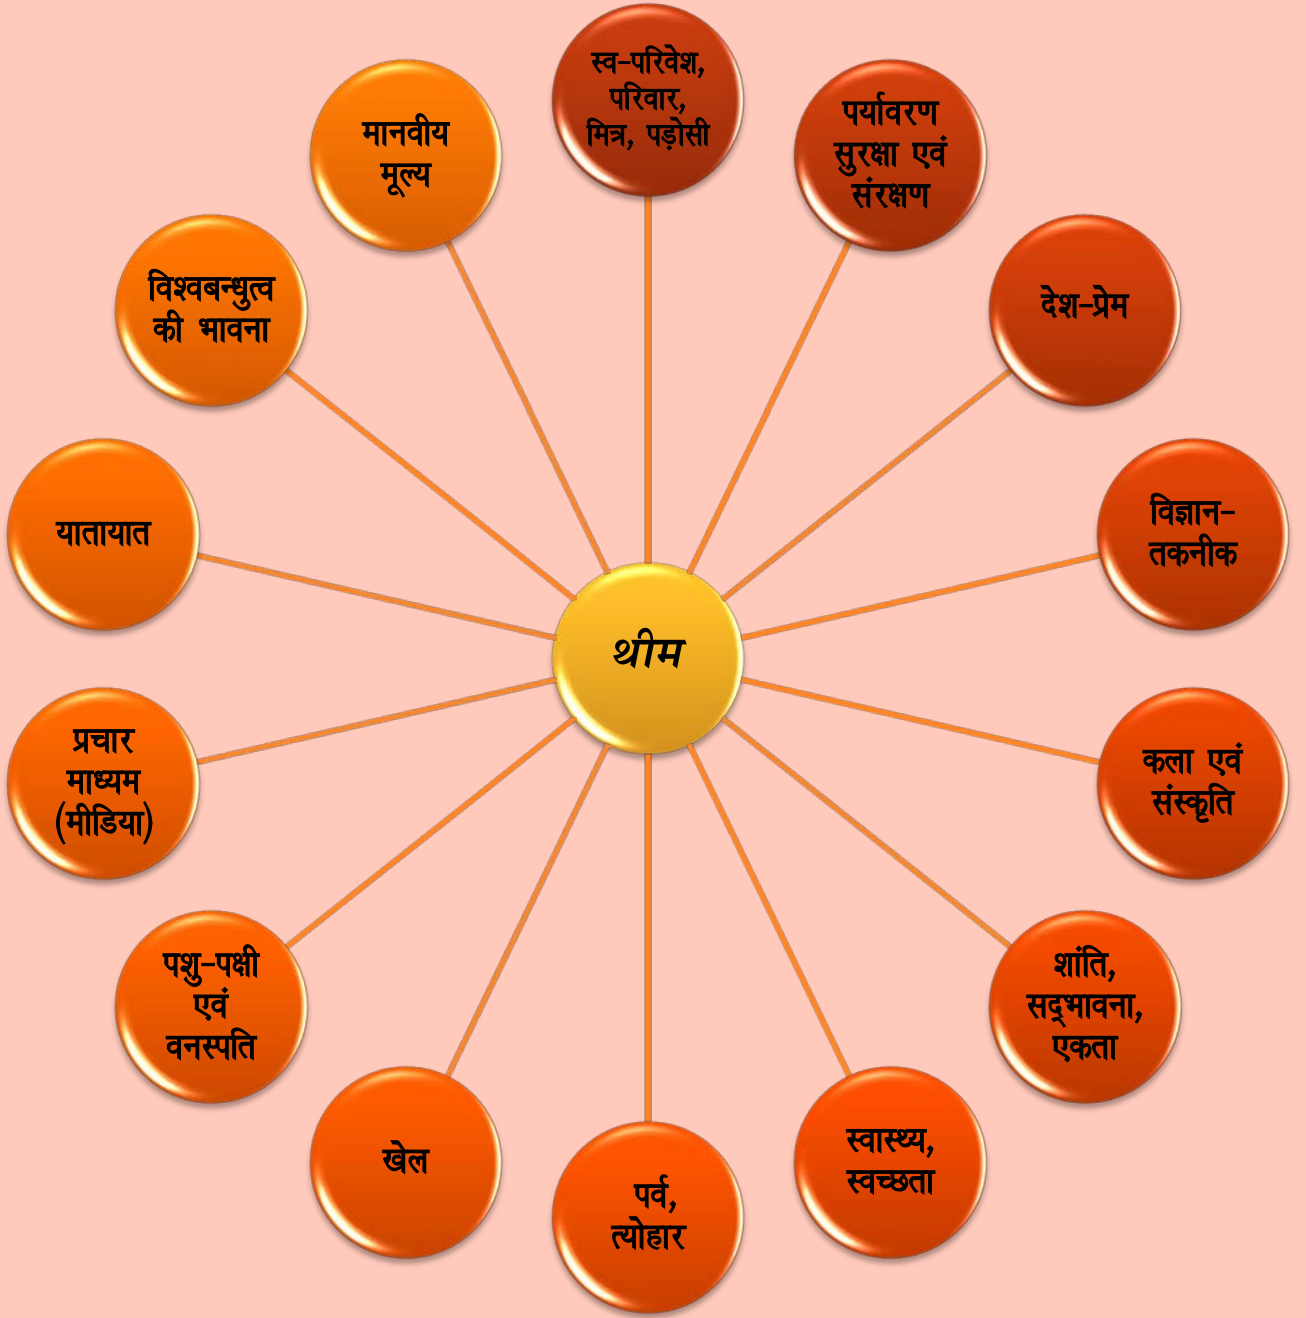 स्व-परिवेश,
परिवार,
मित्र, पड़ोसी
पर्यावरण
सुरक्षा एवं
संरक्षण
देश-प्रेम
विज्ञान-
तकनीक
कला एवं
संस्कृति
शांति,
सद्‌भावना,
एकता
स्वास्थ्य,
स्वच्छता
पर्व,
त्योहार
खेल
पशु-पक्षी
एवं
वनस्पति
प्रचार
माध्यम
(मीडिया)
यातायात
विश्वबन्धुत्व
की भावना
मानवीय
मूल्य
थीम